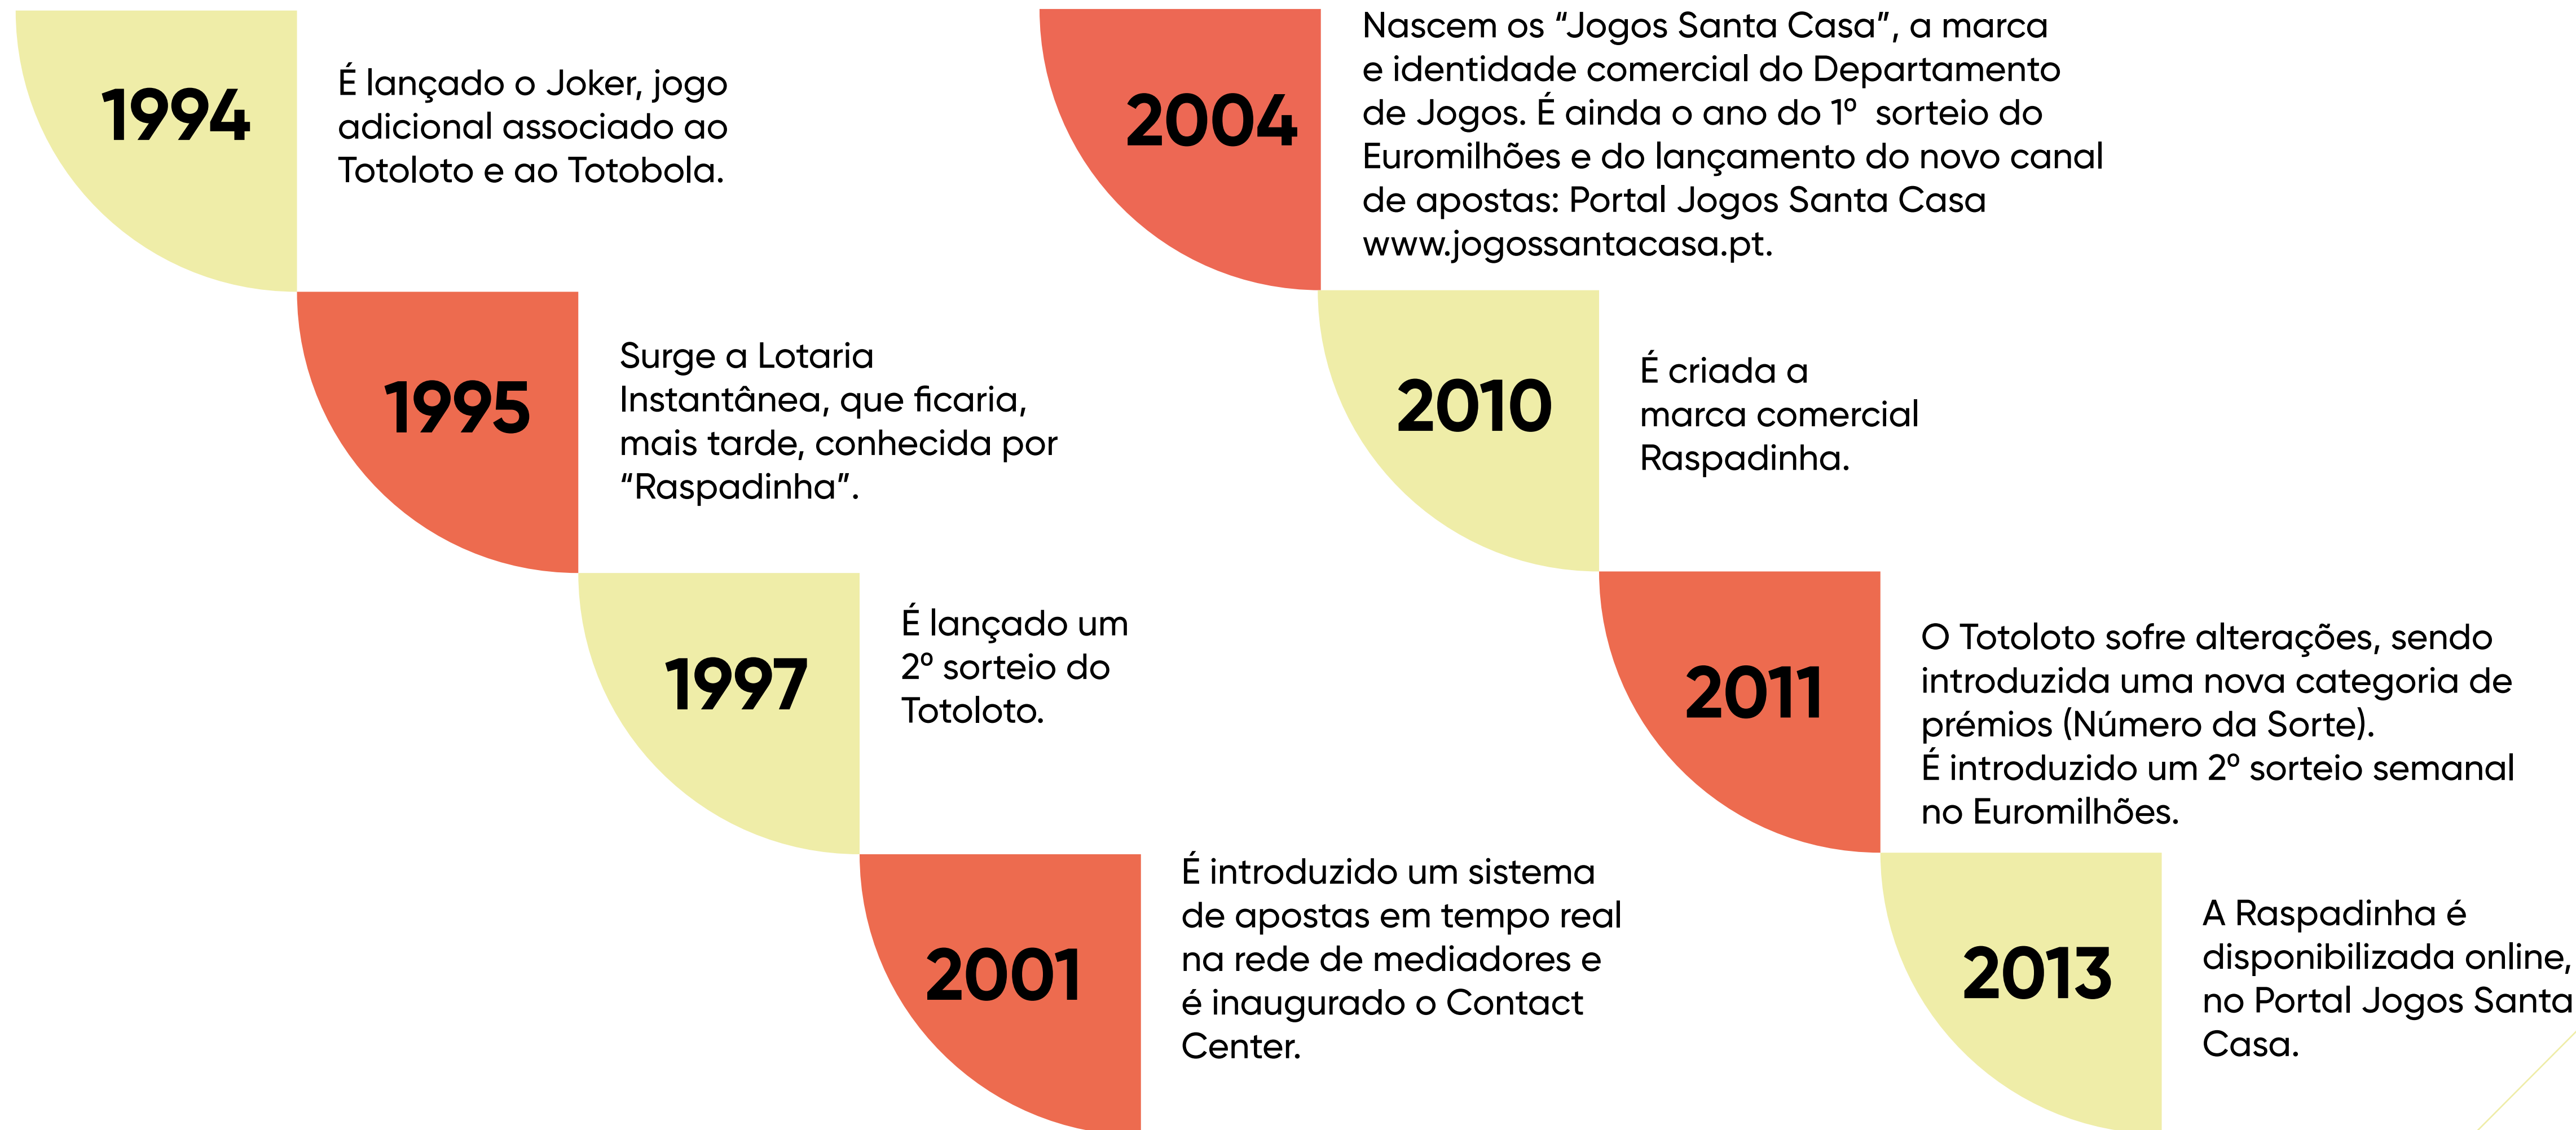 1994
É lançado o Joker, jogo
adicional associado ao
Totoloto e ao Totobola.
1995
Surge a Lotaria
Instantânea, que ficaria,
mais tarde, conhecida por
“Raspadinha”.
1997
É lançado um
2º sorteio do
Totoloto.
2001
É introduzido um sistema
de apostas em tempo real
na rede de mediadores e
é inaugurado o Contact
Center.
2004
Nascem os “Jogos Santa Casa”, a marca
e identidade comercial do Departamento
de Jogos. É ainda o ano do 1º  sorteio do
Euromilhões e do lançamento do novo canal
de apostas: Portal Jogos Santa Casa
www.jogossantacasa.pt.
2010
É criada a
marca comercial
Raspadinha.
2011
O Totoloto sofre alterações, sendo
introduzida uma nova categoria de
prémios (Número da Sorte).
É introduzido um 2º sorteio semanal
no Euromilhões.
2013
A Raspadinha é
disponibilizada online,
no Portal Jogos Santa
Casa.